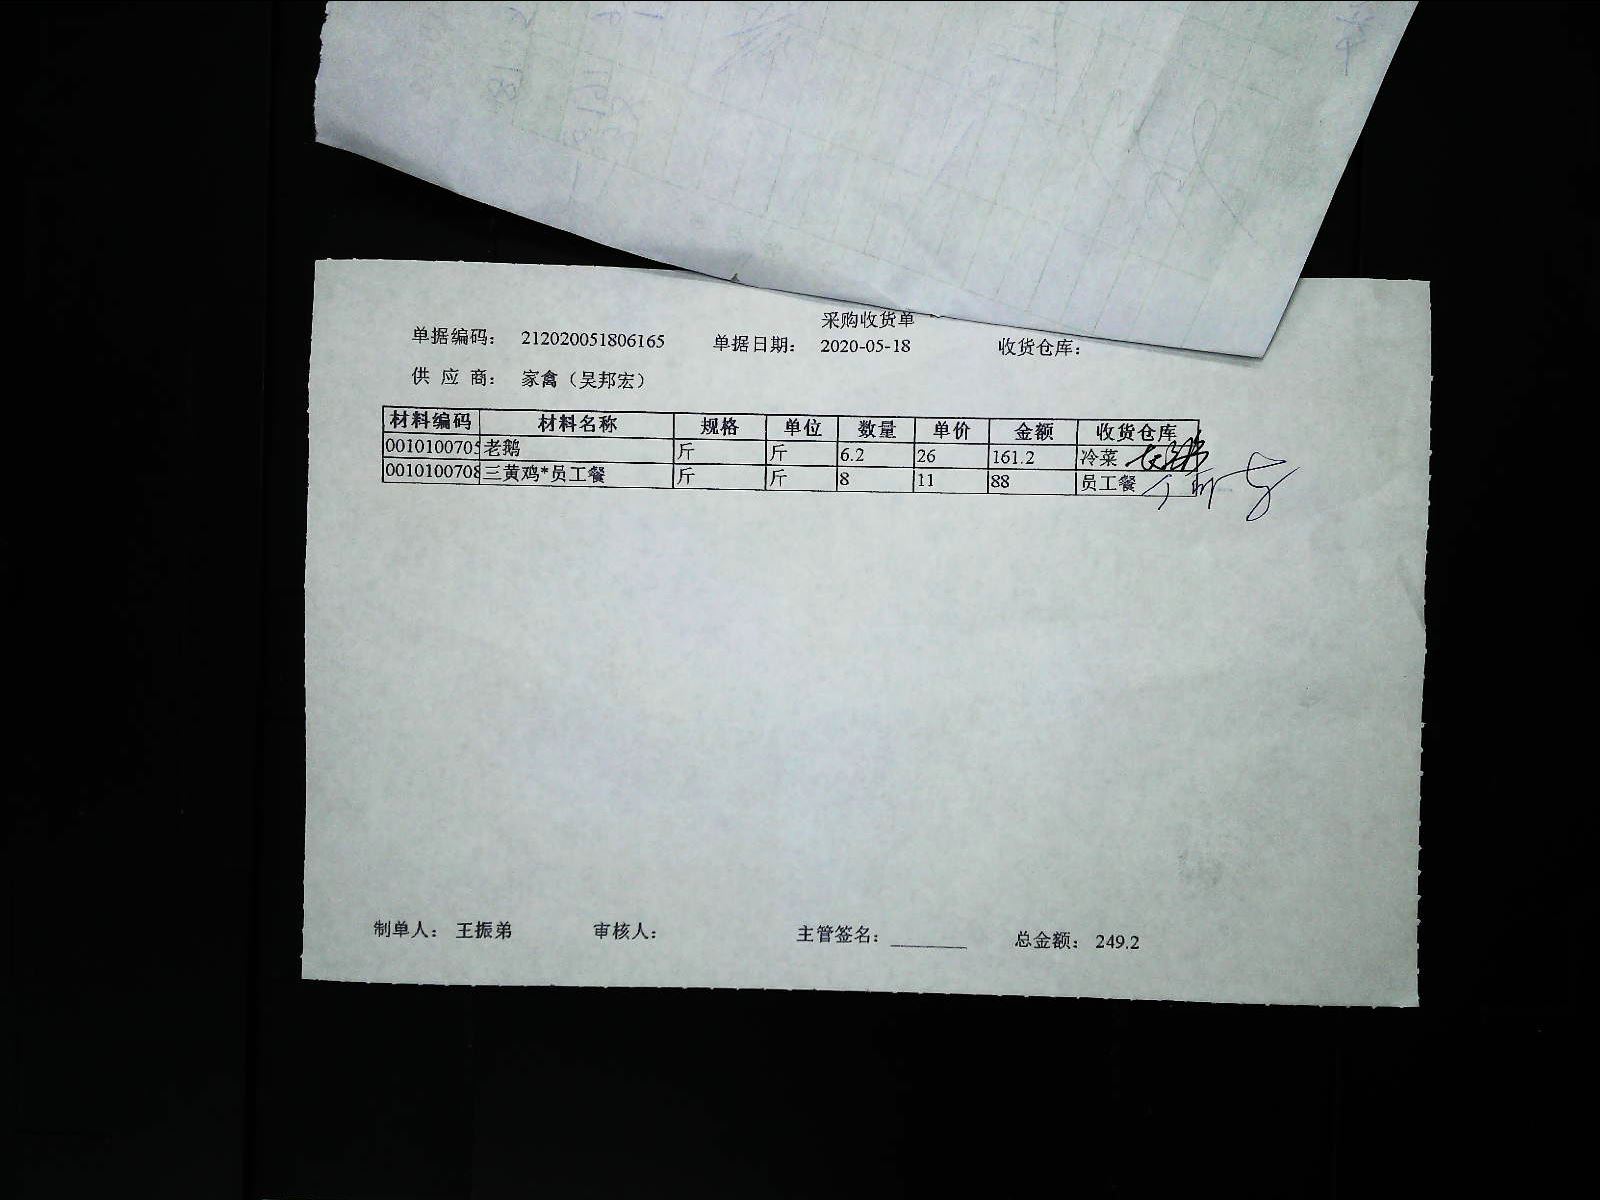 采购收货单
单据编码： 212020051806165 单据日期： 2020-05-18 收货仓库：
供 应 商： 家禽（吴邦宏）
材料编码 材料名称 规格 单位 数量 单价 金额 收货仓库
0010100705 老鹅 斤 斤 6.2 26 161.2 冷菜
0010100708 三黄鸡*员工餐 斤 斤 8 11 88 员工餐
制单人： 王振弟 审核人： 主管签名： ________ 总金额： 249.2